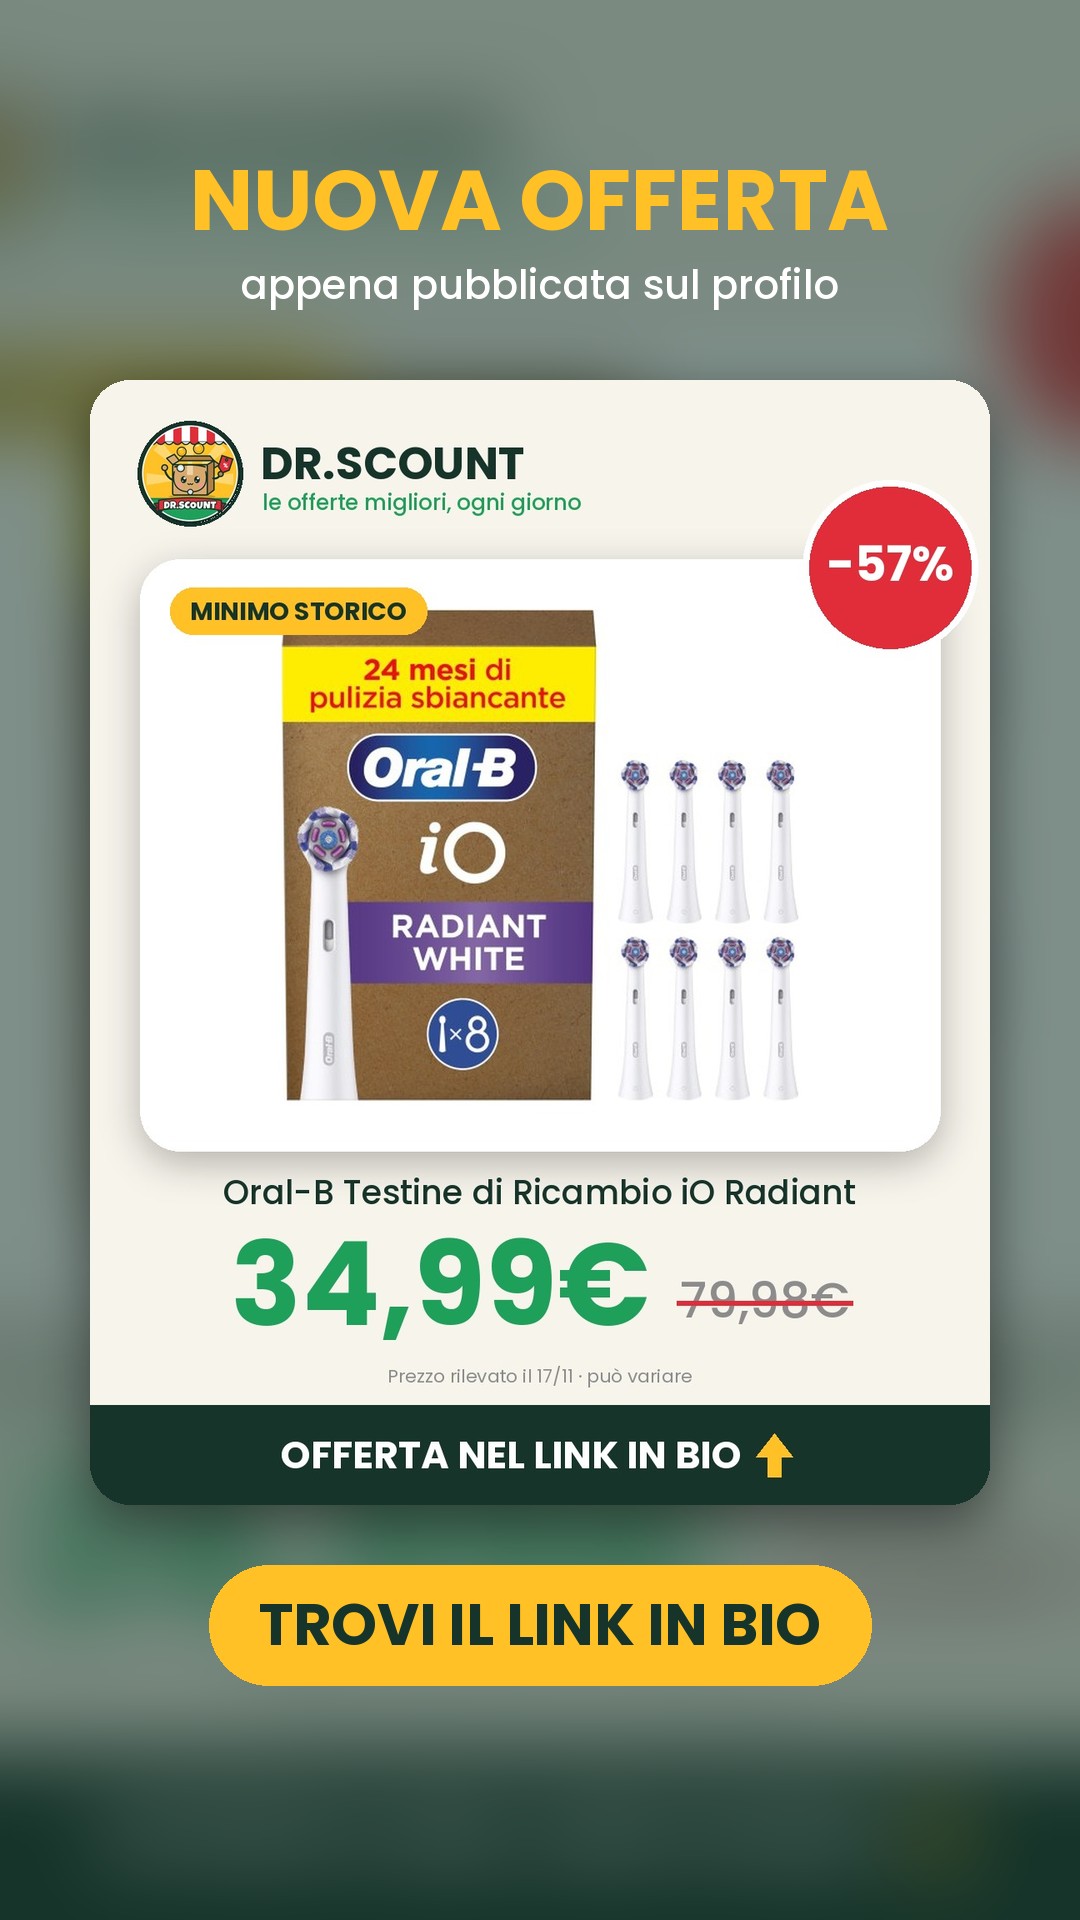 NUOVA OFFERTA
appena pubblicata sul profilo
DR.SCOUNT
DR.SCOUNT
le offerte migliori, ogni giorno
-57%
MINIMO STORICO
24 mesi di
pulizia sbiancante
Oral-B
iO
RADIANT
WHITE
×8
Oral-B
Oral-B Testine di Ricambio iO Radiant
34,99€ 79,98€
Prezzo rilevato il 17/11 · può variare
OFFERTA NEL LINK IN BIO
TROVI IL LINK IN BIO